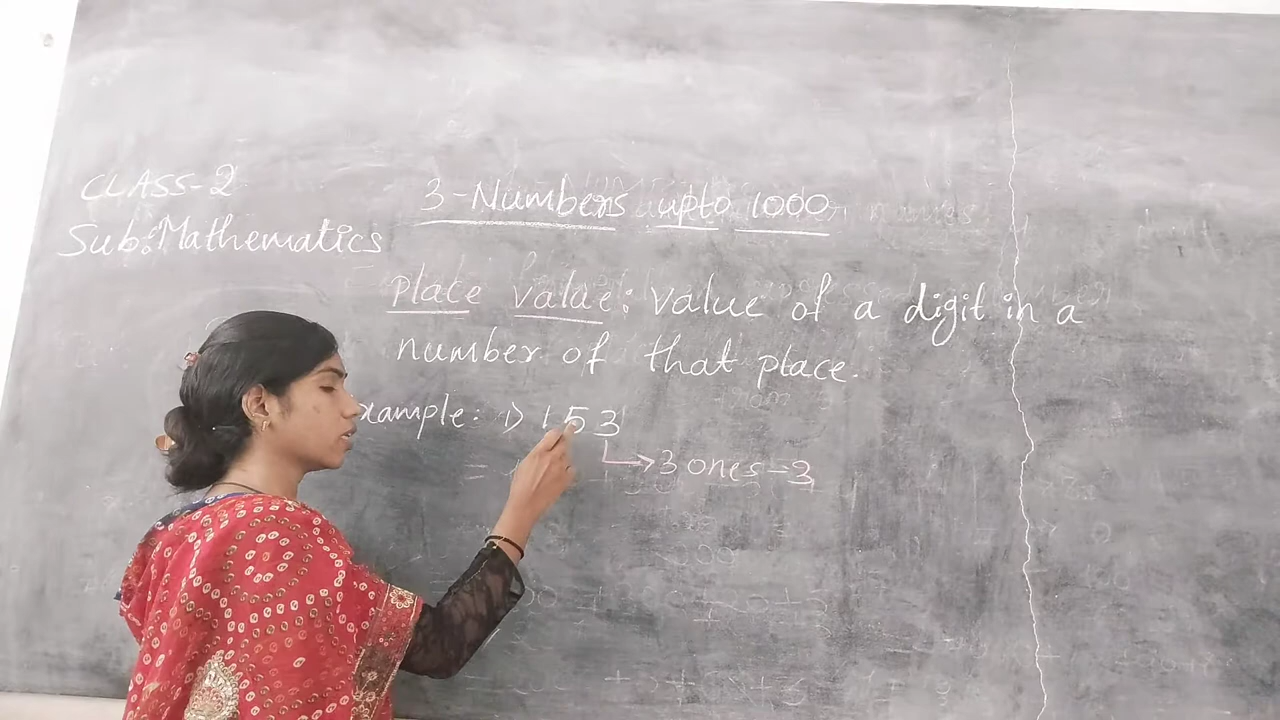 CLASS-2
Sub: Mathematics
3-Numbers upto 1000
Place value: value of a digit in a
number of that place.
xample: 1) 153
3 ones-3